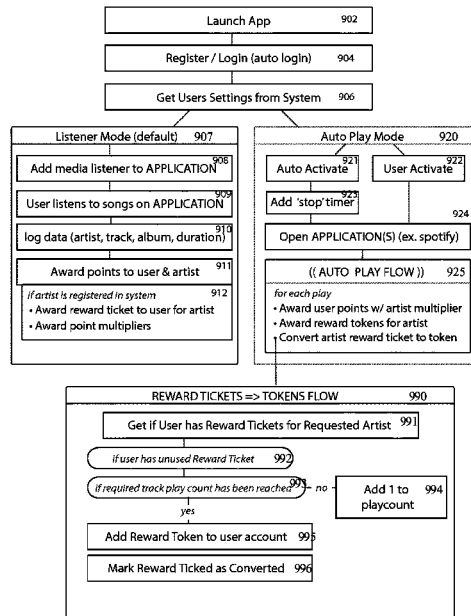 Launch App 902
Register / Login (auto login) 904
Get Users Settings from System 906
Listener Mode (default) 907
Add media listener to APPLICATION 908
User listens to songs on APPLICATION 909
log data (artist, track, album, duration) 910
Award points to user & artist 911
if artist is registered in system 912
• Award reward ticket to user for artist
• Award point multipliers
Auto Play Mode 920
Auto Activate 921
User Activate 922
Add 'stop' timer 923
924
Open APPLICATION(S) (ex. spotify)
(( AUTO PLAY FLOW )) 925
for each play
• Award user points w/ artist multiplier
• Award reward tokens for artist
• Convert artist reward ticket to token
REWARD TICKETS => TOKENS FLOW 990
Get if User has Reward Tickets for Requested Artist 991
if user has unused Reward Ticket 992
if required track play count has been reached 993
no
Add 1 to playcount 994
yes
Add Reward Token to user account 995
Mark Reward Ticked as Converted 996